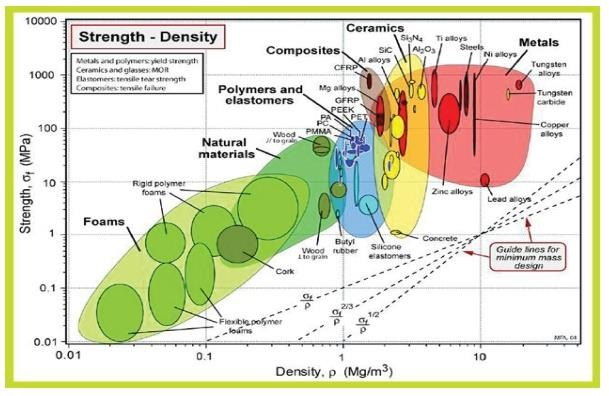 Strength - Density
Metals and polymers: yield strength
Ceramics and glasses: MOR
Elastomers: tensile tear strength
Composites: tensile failure
10000
1000
100
10
1
0.1
0.01
Strength, σf (MPa)
Ceramics
Si3N4
Al2O3
SiC
Ti alloys
Steels
Ni alloys
Metals
Tungsten
alloys
Tungsten
carbide
Copper
alloys
Composites
Al alloys
CFRP
Mg alloys
GFRP
Polymers and
elastomers
PEEK
PA
PET
PC
PMMA
Wood
// to grain
Natural
materials
Rigid polymer
foams
Foams
Zinc alloys
Lead alloys
Wood
⊥ to grain
Butyl
rubber
Silicone
elastomers
Concrete
Cork
Flexible polymer
foams
Guide lines for
minimum mass
design
σf
ρ
σf 2/3
ρ
σf 1/2
ρ
MFA, 04
0.01
0.1
1
10
Density, ρ (Mg/m3)